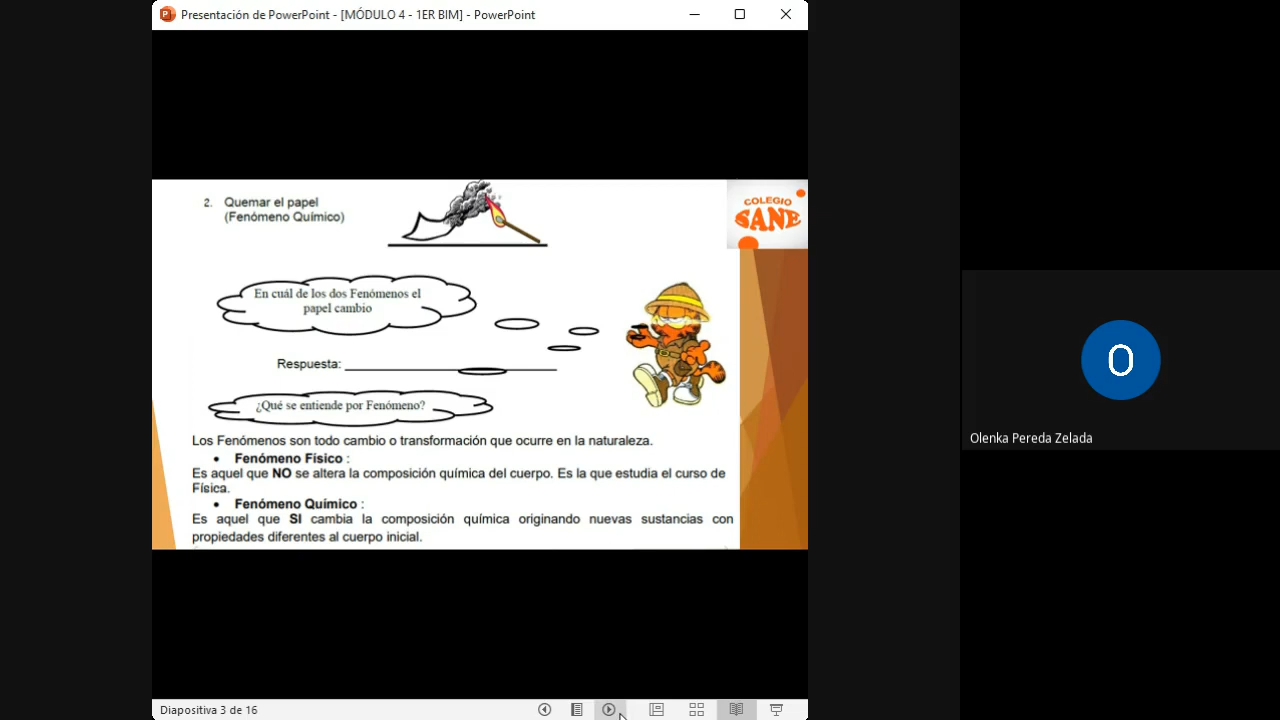 Presentación de PowerPoint - [MÓDULO 4 - 1ER BIM] - PowerPoint
2. Quemar el papel
(Fenómeno Químico)
COLEGIO
SANE
En cuál de los dos Fenómenos el
papel cambio
Respuesta: ____________________
¿Qué se entiende por Fenómeno?
Los Fenómenos son todo cambio o transformación que ocurre en la naturaleza.
• Fenómeno Físico :
Es aquel que NO se altera la composición química del cuerpo. Es la que estudia el curso de
Física.
• Fenómeno Químico :
Es aquel que SI cambia la composición química originando nuevas sustancias con
propiedades diferentes al cuerpo inicial.
O
Olenka Pereda Zelada
Diapositiva 3 de 16